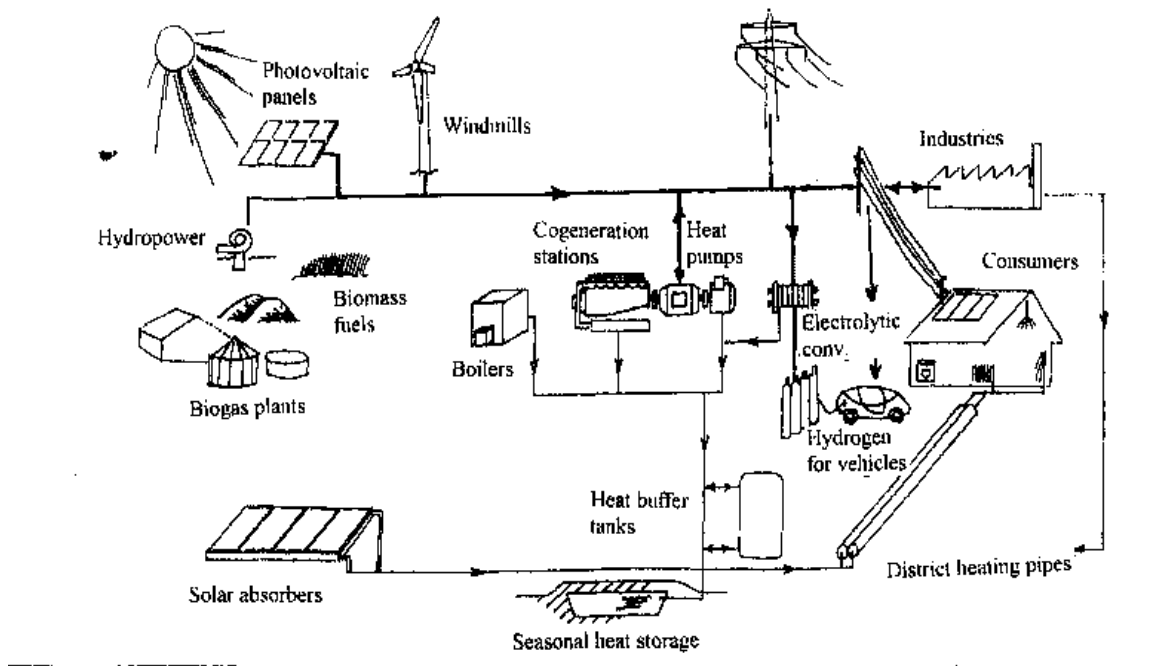 Photovoltaic
panels
Windmills
Industries
Hydropower
Cogeneration
stations
Heat
pumps
Consumers
Biomass
fuels
Electrolytic
conv.
Boilers
Biogas plants
Hydrogen
for vehicles
Heat buffer
tanks
District heating pipes
Solar absorbers
Seasonal heat storage